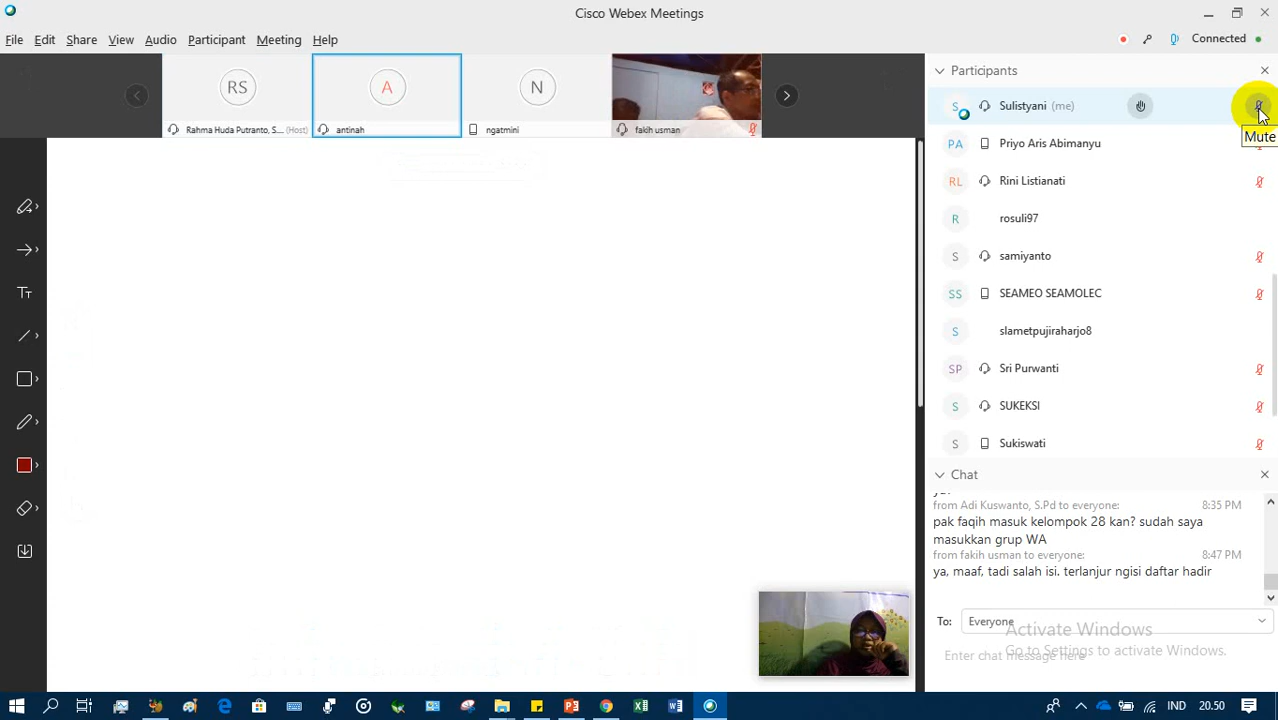 Cisco Webex Meetings
File Edit Share View Audio Participant Meeting Help
Connected
RS
A
N
Rahma Huda Putranto, S.... (Host)
antinah
ngatmini
fakih usman
Participants
S Sulistyani (me)
Mute
PA Priyo Aris Abimanyu
RL Rini Listianati
R rosuli97
S samiyanto
SS SEAMEO SEAMOLEC
S slametpujiraharjo8
SP Sri Purwanti
S SUKEKSI
S Sukiswati
Chat
from Adi Kuswanto, S.Pd to everyone: 8:35 PM
pak faqih masuk kelompok 28 kan? sudah saya
masukkan grup WA
from fakih usman to everyone: 8:47 PM
ya, maaf, tadi salah isi. terlanjur ngisi daftar hadir
To: Everyone
Activate Windows
Go to Settings to activate Windows.
Enter chat message here
IND 20.50